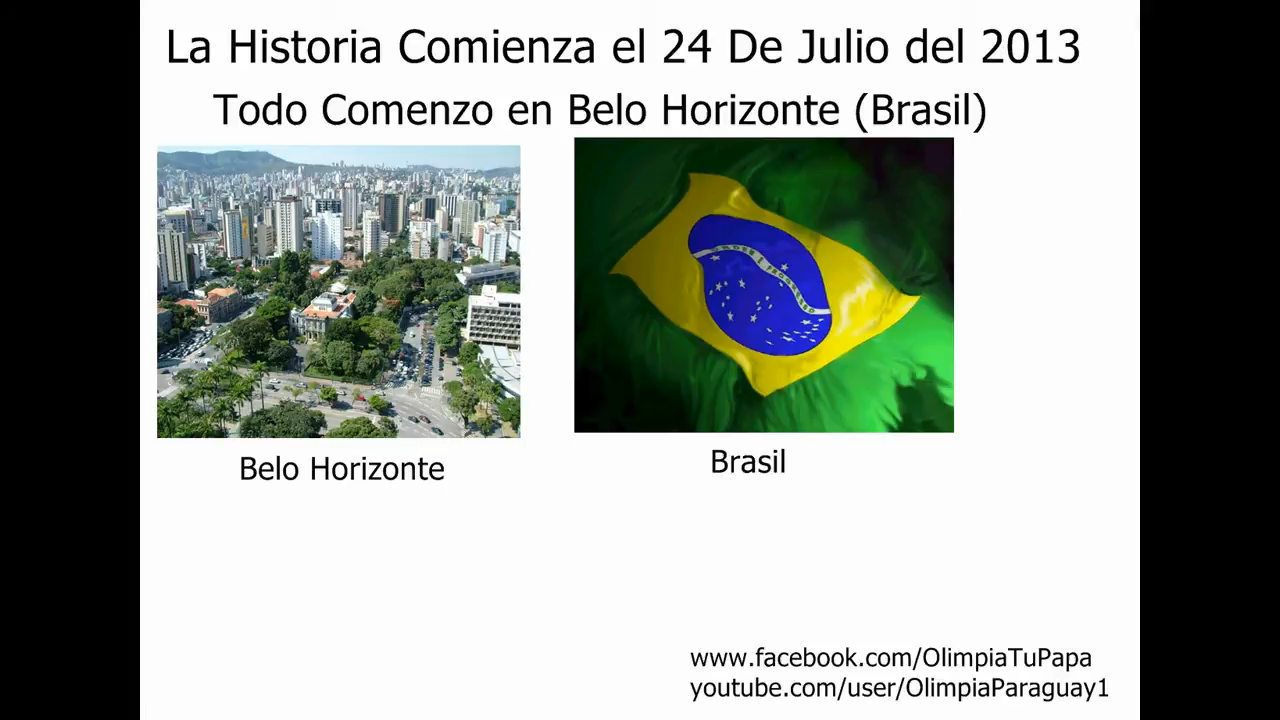 La Historia Comienza el 24 De Julio del 2013
Todo Comenzo en Belo Horizonte (Brasil)
Belo Horizonte
Brasil
www.facebook.com/OlimpiaTuPapa
youtube.com/user/OlimpiaParaguay1